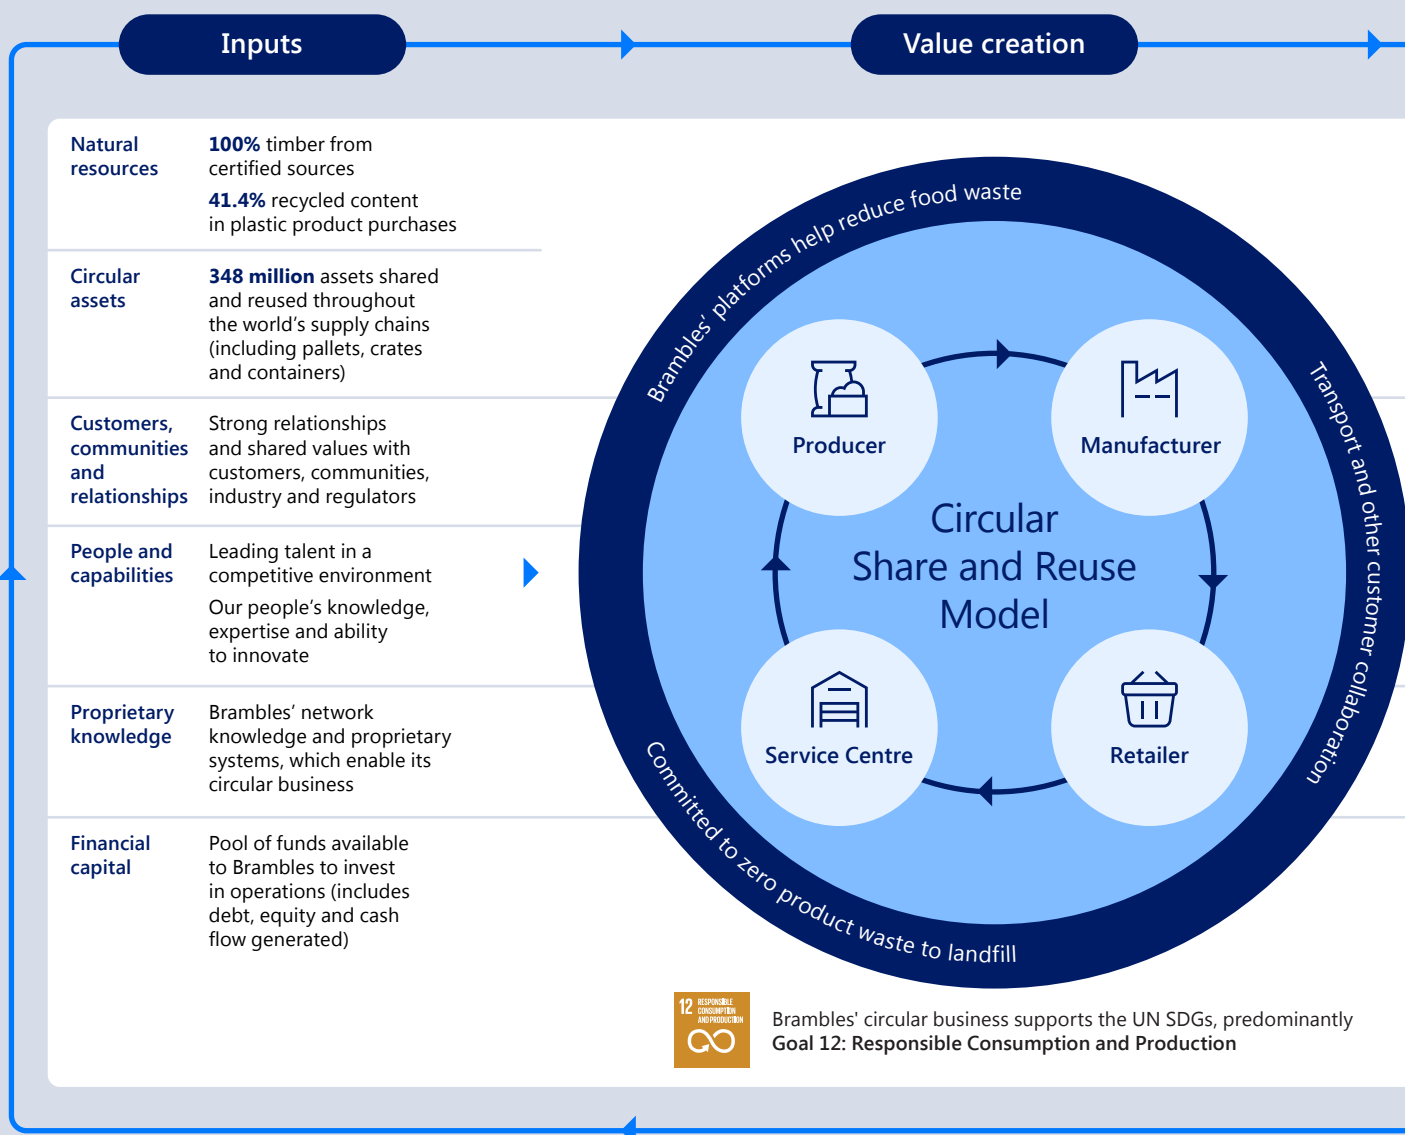 Inputs
Value creation
Natural
resources
100% timber from
certified sources
41.4% recycled content
in plastic product purchases
Circular
assets
348 million assets shared
and reused throughout
the world’s supply chains
(including pallets, crates
and containers)
Customers,
communities
and
relationships
Strong relationships
and shared values with
customers, communities,
industry and regulators
People and
capabilities
Leading talent in a
competitive environment
Our people’s knowledge,
expertise and ability
to innovate
Proprietary
knowledge
Brambles’ network
knowledge and proprietary
systems, which enable its
circular business
Financial
capital
Pool of funds available
to Brambles to invest
in operations (includes
debt, equity and cash
flow generated)
Brambles’ platforms help reduce food waste
Transport and other customer collaboration
Committed to zero product waste to landfill
Producer
Manufacturer
Circular
Share and Reuse
Model
Service Centre
Retailer
12 RESPONSIBLE
CONSUMPTION
AND PRODUCTION
Brambles' circular business supports the UN SDGs, predominantly
Goal 12: Responsible Consumption and Production